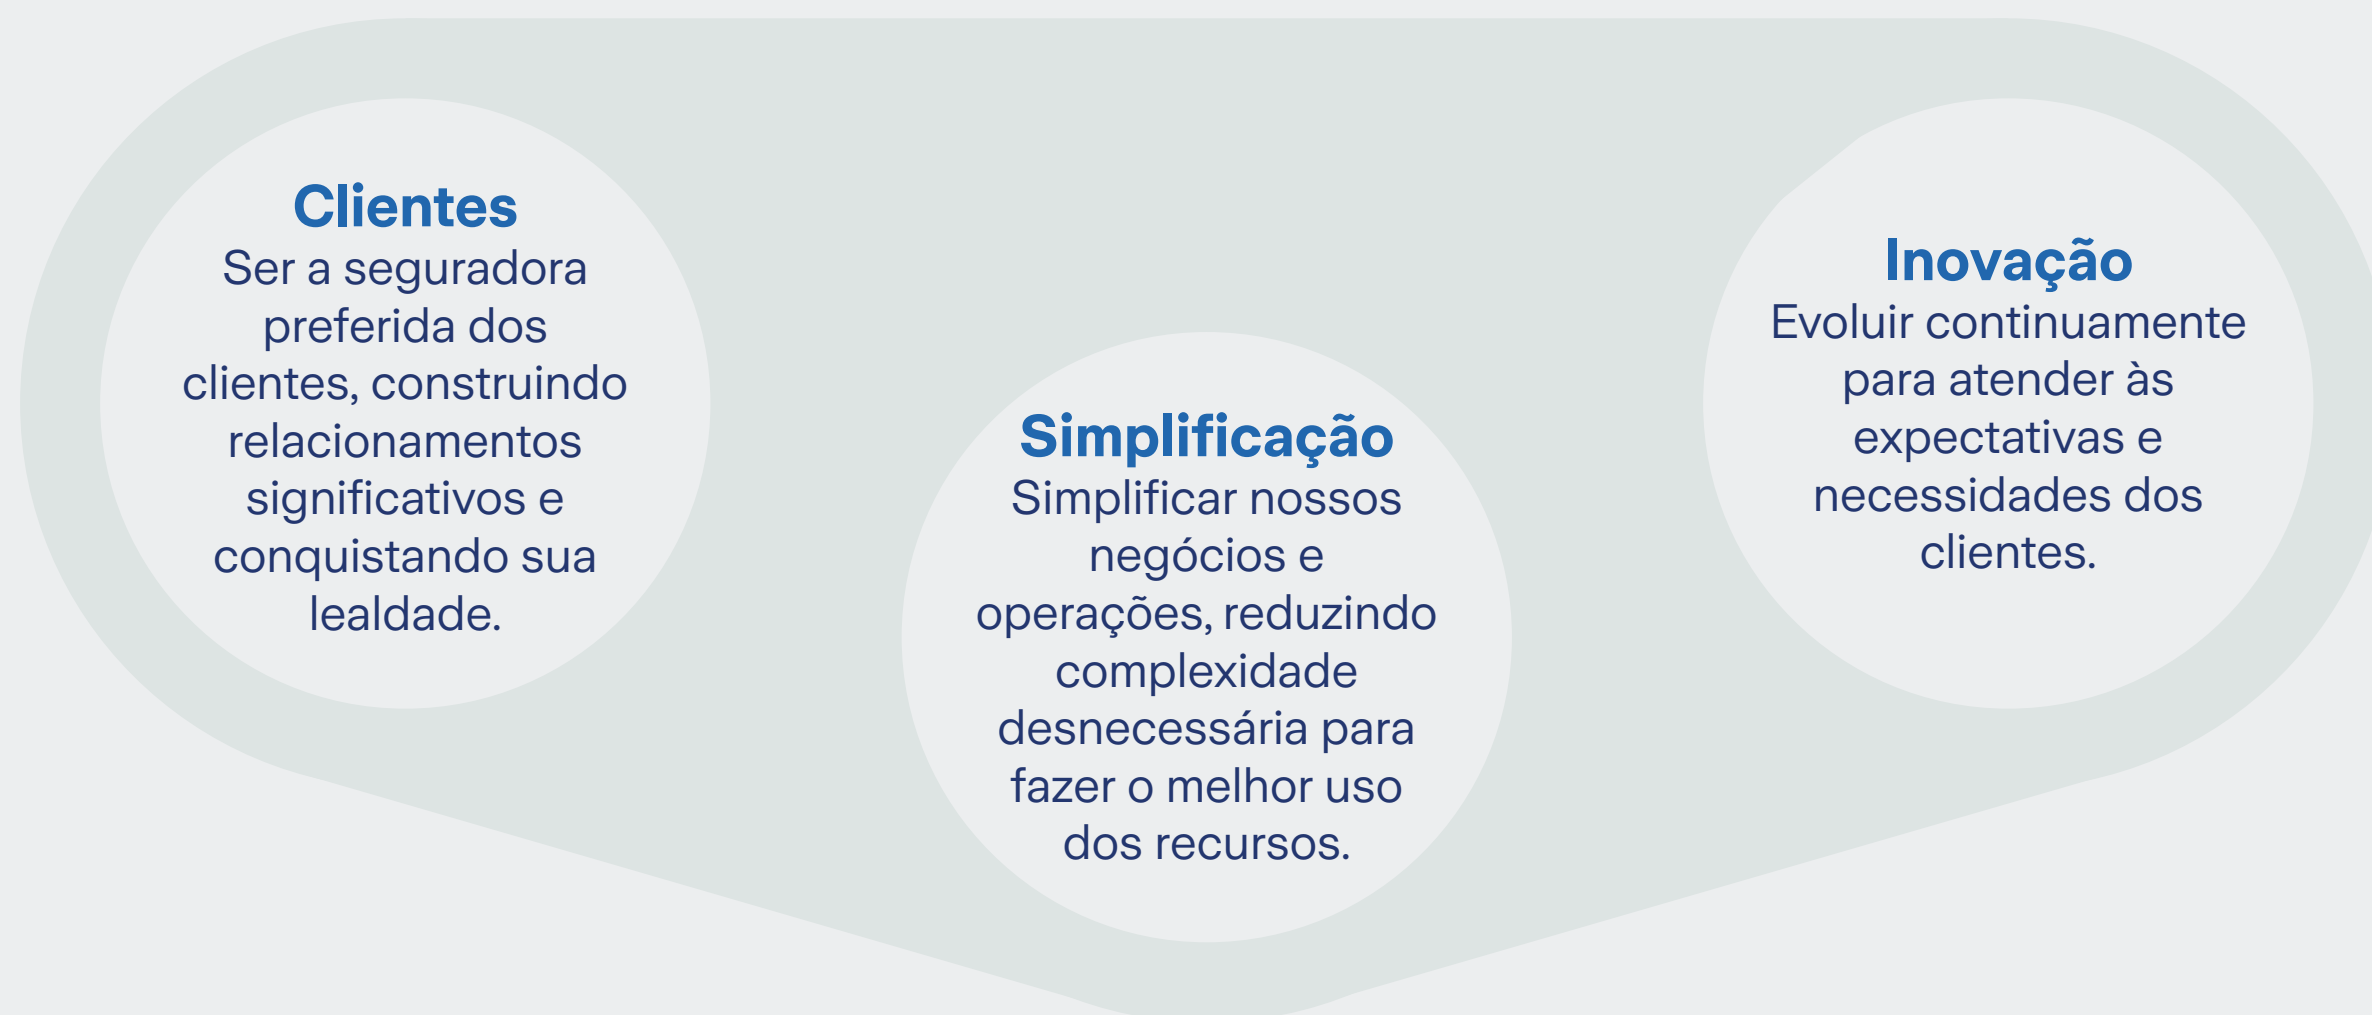 Clientes
Ser a seguradora
preferida dos
clientes, construindo
relacionamentos
significativos e
conquistando sua
lealdade.
Simplificação
Simplificar nossos
negócios e
operações, reduzindo
complexidade
desnecessária para
fazer o melhor uso
dos recursos.
Inovação
Evoluir continuamente
para atender às
expectativas e
necessidades dos
clientes.